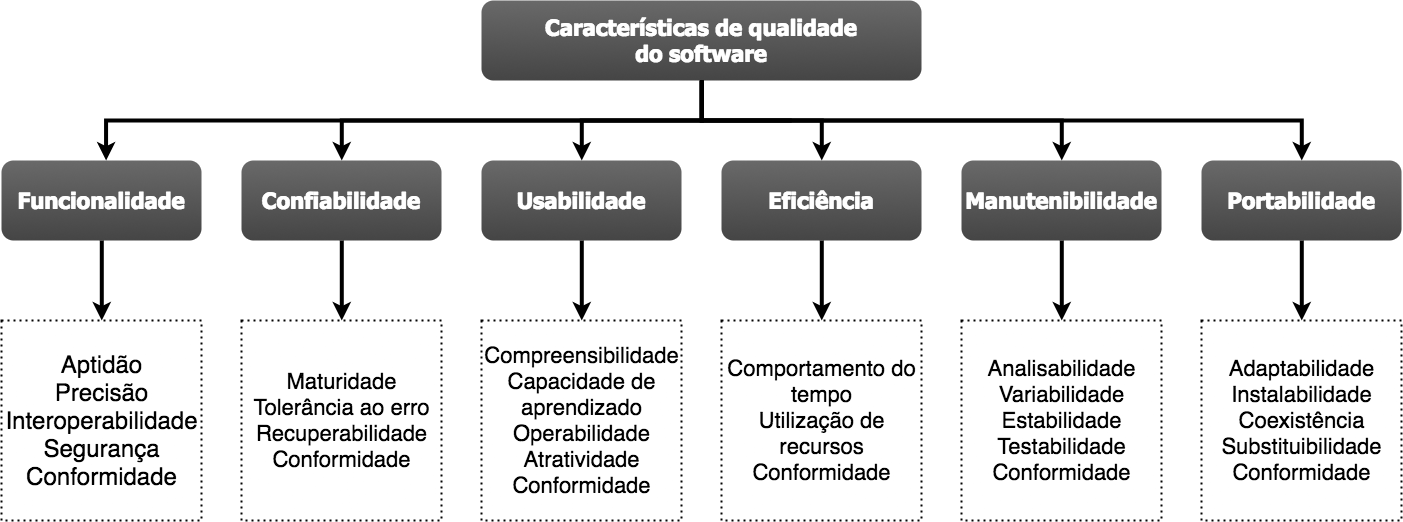 Características de qualidade
do software
Funcionalidade
Confiabilidade
Usabilidade
Eficiência
Manutenibilidade
Portabilidade
Aptidão
Precisão
Interoperabilidade
Segurança
Conformidade
Maturidade
Tolerância ao erro
Recuperabilidade
Conformidade
Compreensibilidade
Capacidade de
aprendizado
Operabilidade
Atratividade
Conformidade
Comportamento do
tempo
Utilização de
recursos
Conformidade
Analisabilidade
Variabilidade
Estabilidade
Testabilidade
Conformidade
Adaptabilidade
Instalabilidade
Coexistência
Substituibilidade
Conformidade